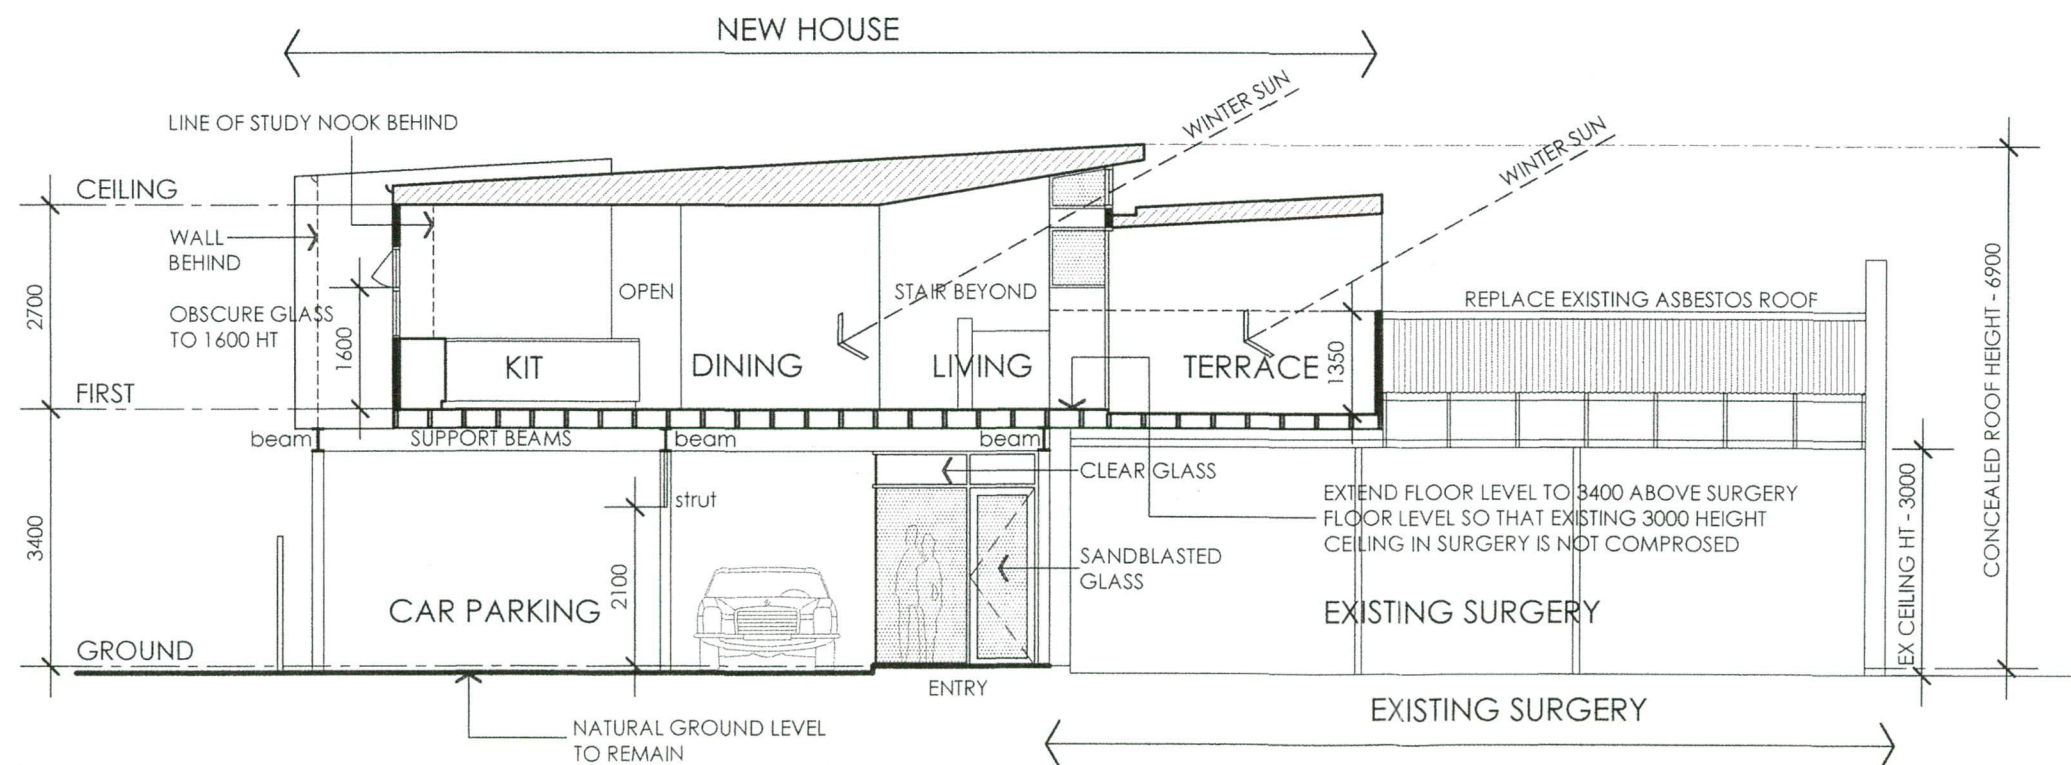 NEW HOUSE
LINE OF STUDY NOOK BEHIND
WINTER SUN
WINTER SUN
CEILING
WALL
BEHIND
OBSCURE GLASS
TO 1600 HT
2700
1600
OPEN
STAIR BEYOND
REPLACE EXISTING ASBESTOS ROOF
CONCEALED ROOF HEIGHT - 6900
KIT
DINING
LIVING
TERRACE
1350
FIRST
beam
SUPPORT BEAMS
beam
beam
CLEAR GLASS
strut
EXTEND FLOOR LEVEL TO 3400 ABOVE SURGERY
FLOOR LEVEL SO THAT EXISTING 3000 HEIGHT
CEILING IN SURGERY IS NOT COMPROSED
EX CEILING HT - 3000
3400
2100
SANDBLASTED
GLASS
CAR PARKING
EXISTING SURGERY
GROUND
ENTRY
EXISTING SURGERY
NATURAL GROUND LEVEL
TO REMAIN